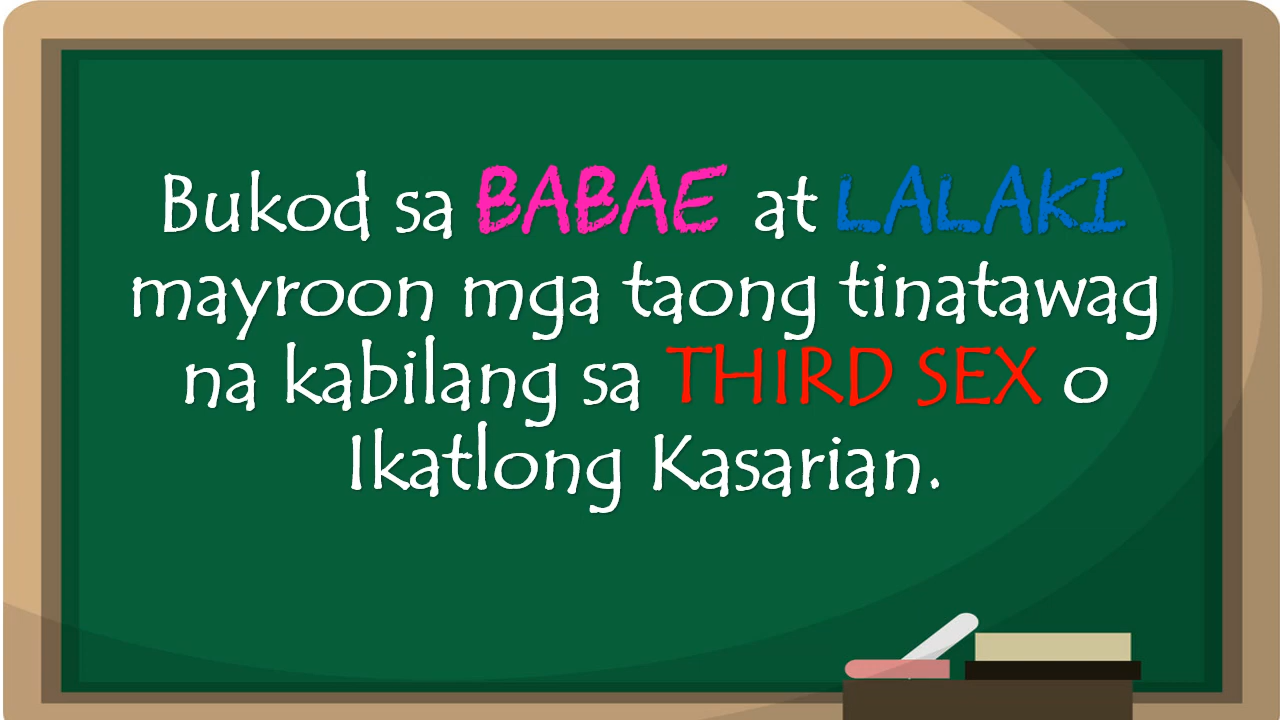 Bukod sa BABAE at LALAKI
mayroon mga taong tinatawag
na kabilang sa THIRD SEX o
Ikatlong Kasarian.